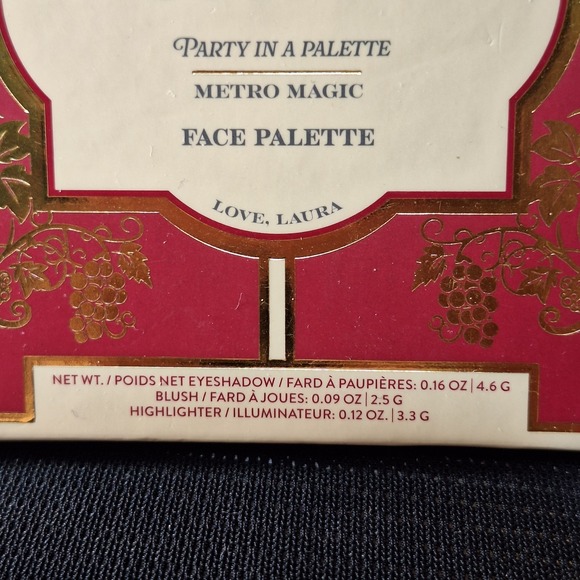 PARTY IN A PALETTE
METRO MAGIC
FACE PALETTE
LOVE, LAURA
NET WT. / POIDS NET EYESHADOW / FARD À PAUPIÈRES: 0.16 OZ | 4.6 G
BLUSH / FARD À JOUES: 0.09 OZ | 2.5 G
HIGHLIGHTER / ILLUMINATEUR: 0.12 OZ. | 3.3 G